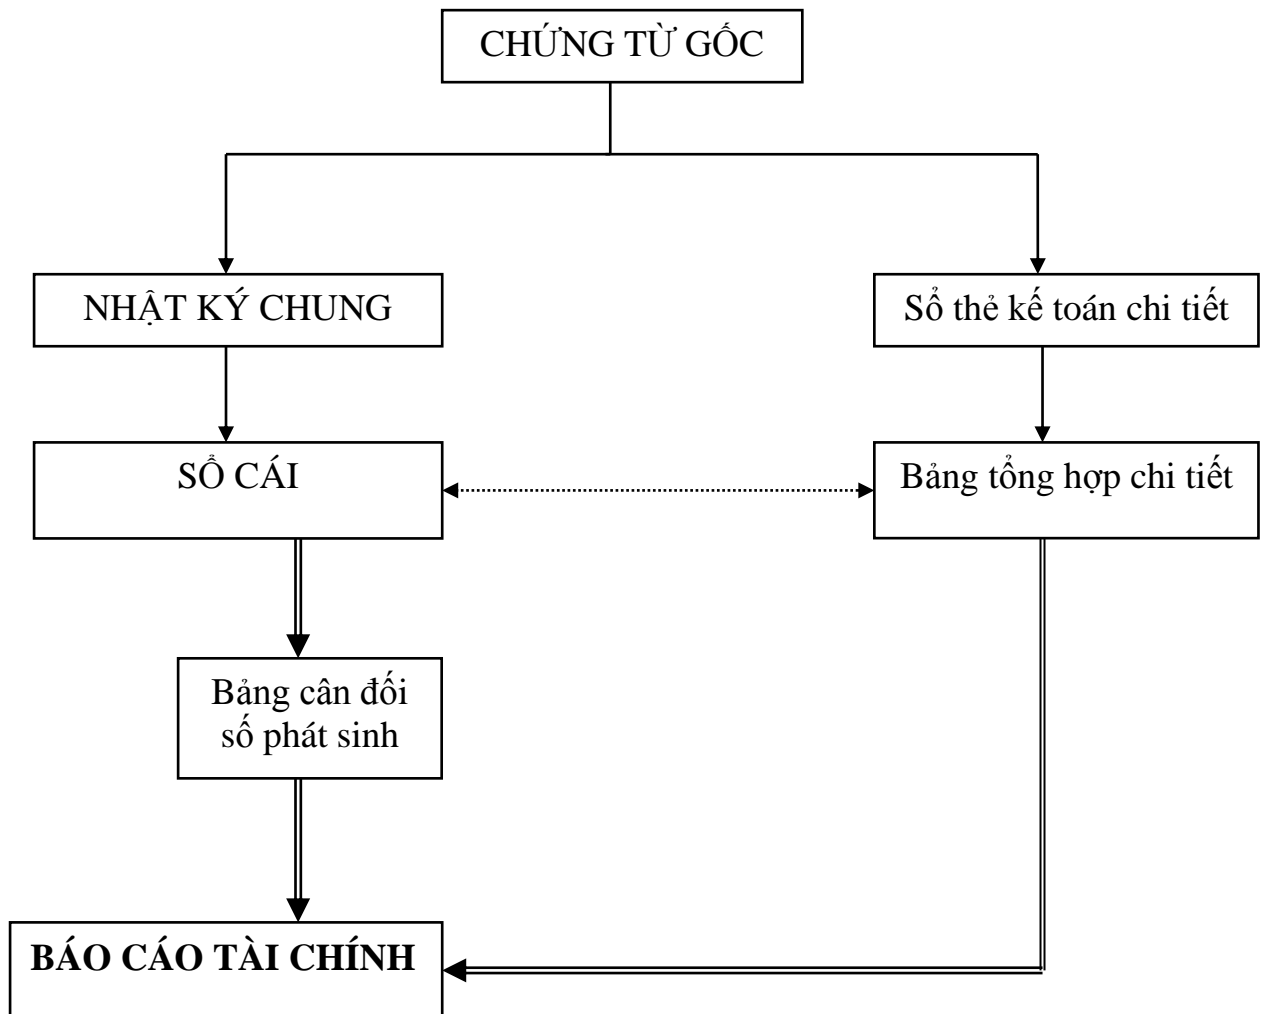 CHỨNG TỪ GỐC
NHẬT KÝ CHUNG
Sổ thẻ kế toán chi tiết
SỔ CÁI
Bảng tổng hợp chi tiết
Bảng cân đối
số phát sinh
BÁO CÁO TÀI CHÍNH